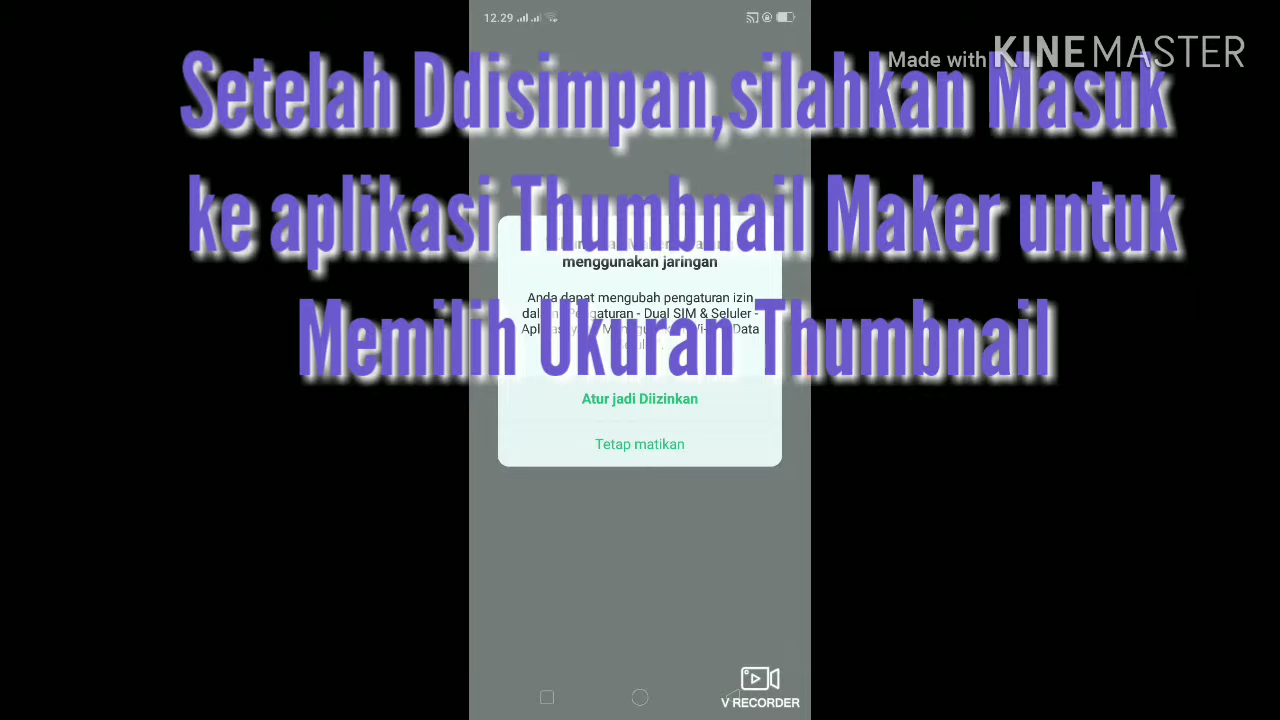 12.29
Made with KINEMASTER
Setelah Ddisimpan,silahkan Masuk
ke aplikasi Thumbnail Maker untuk
Memilih Ukuran Thumbnail
menggunakan jaringan
Anda dapat mengubah pengaturan izin
Pengaturan - Dual SIM & Seluler -
Data
Atur jadi Diizinkan
Tetap matikan
V RECORDER